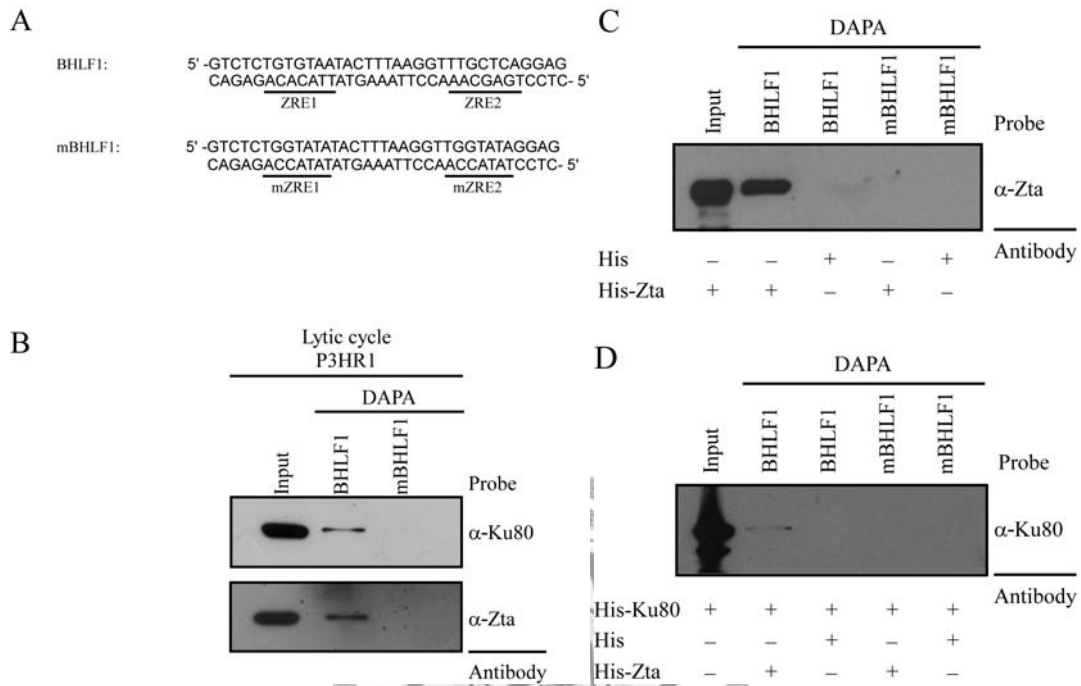 A
BHLF1: 5' -GTCTCTGTGTAATACTTTAAGGTTTGCTCAGGAG
CAGAGACACATTATGAAATTCCAAACGAGTCCTC- 5'
ZRE1 ZRE2
mBHLF1: 5' -GTCTCTGGTATATACTTTAAGGTTGGTATAGGAG
CAGAGACCATATATGAAATTCCAACCATATCCTC- 5'
mZRE1 mZRE2
B
Lytic cycle
P3HR1
DAPA
Input BHLF1 mBHLF1 Probe
α-Ku80
α-Zta
Antibody
C
DAPA
Input BHLF1 BHLF1 mBHLF1 mBHLF1 Probe
α-Zta
Antibody
His – – + – +
His-Zta + + – + –
D
DAPA
Input BHLF1 BHLF1 mBHLF1 mBHLF1 Probe
α-Ku80
Antibody
His-Ku80 + + + + +
His – – + – +
His-Zta – + – + –